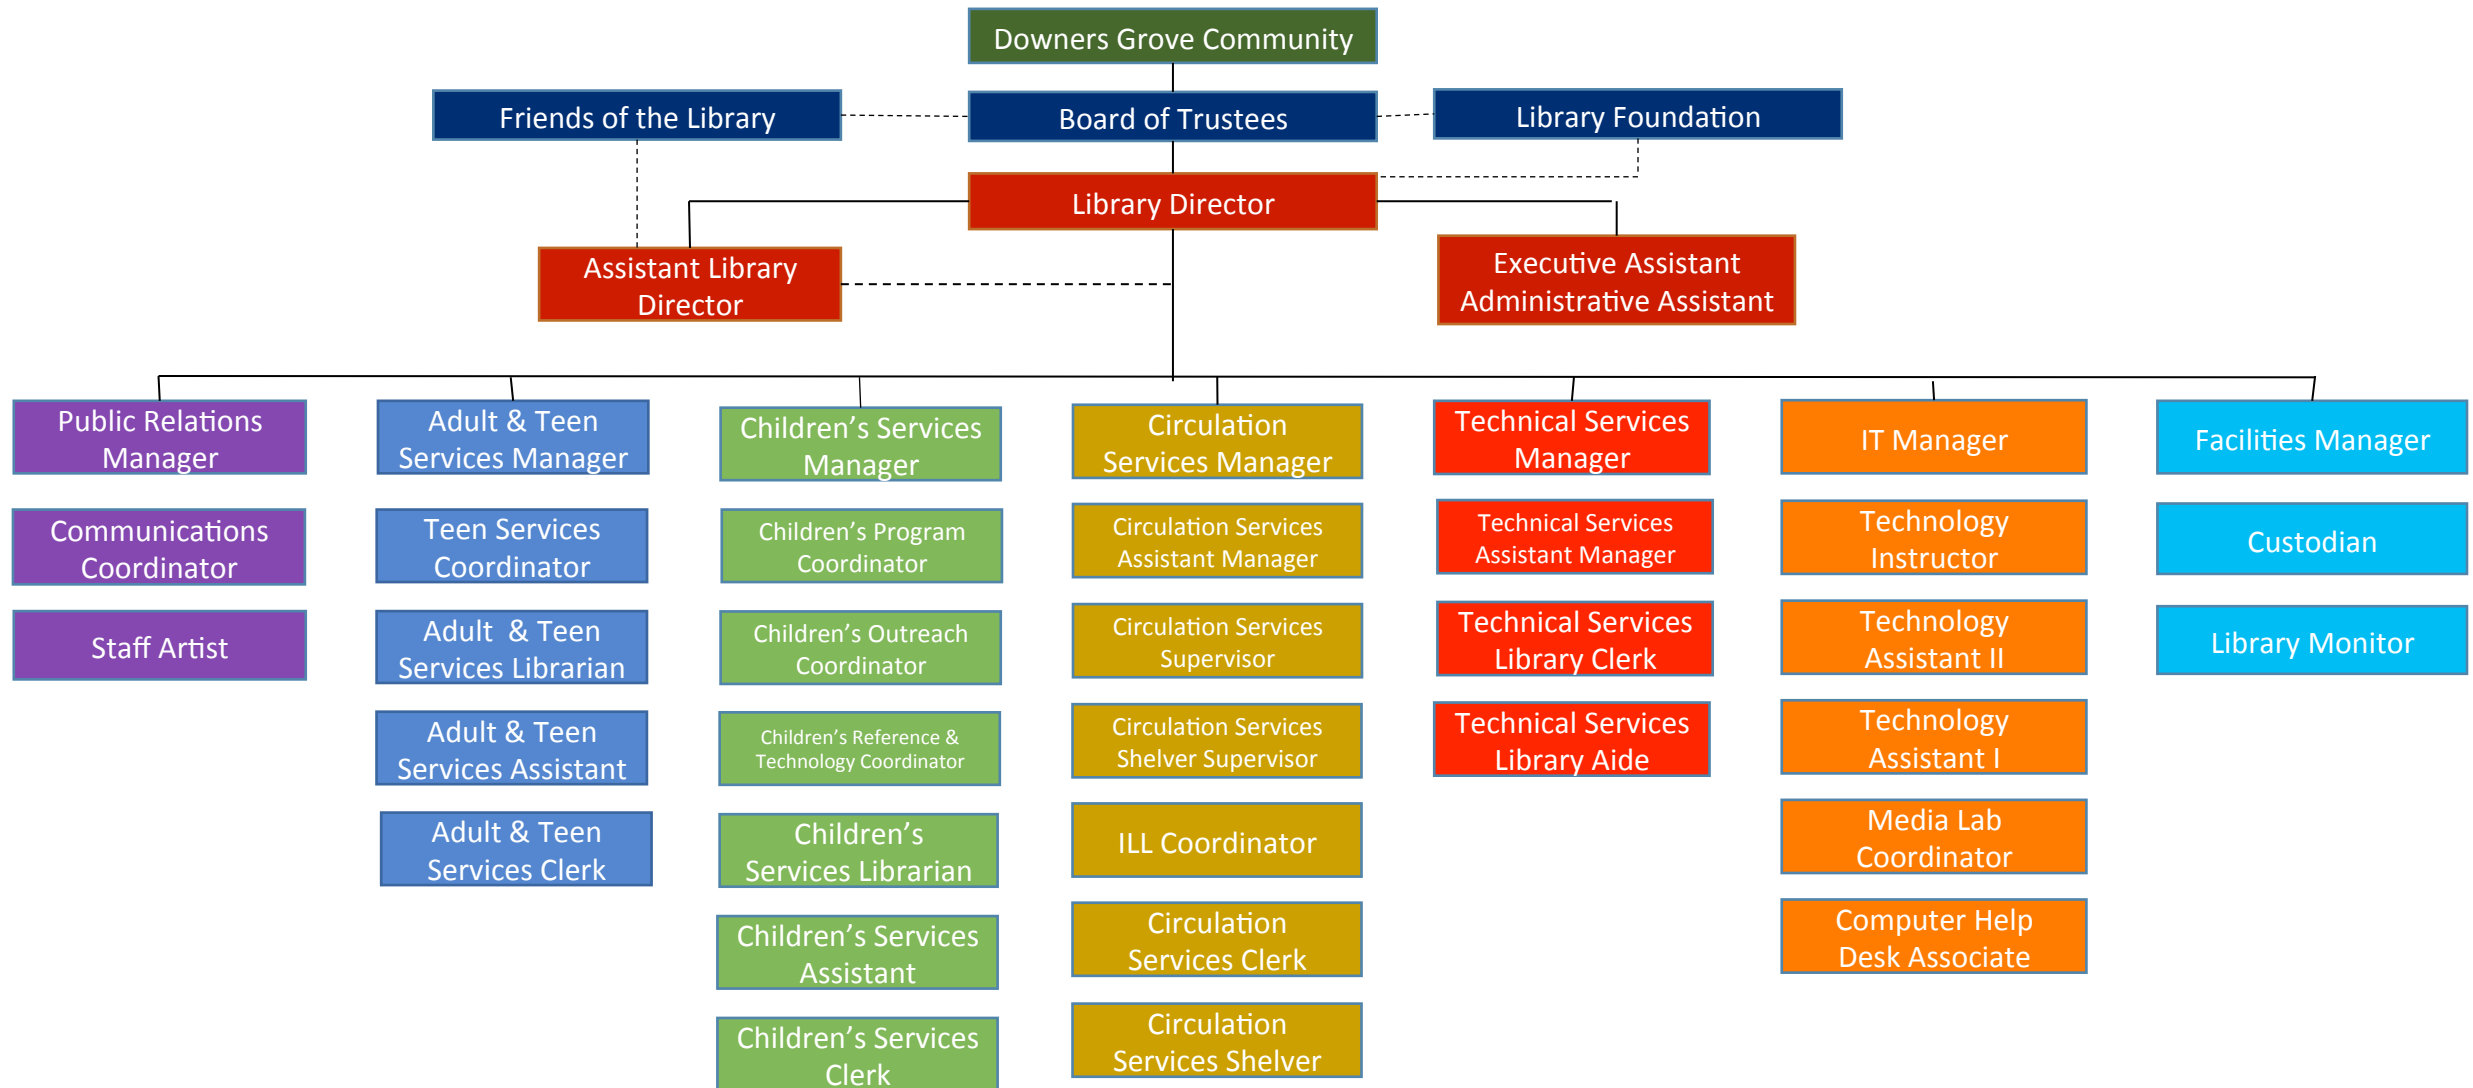 Downers Grove Community
Friends of the Library
Board of Trustees
Library Foundation
Library Director
Assistant Library
Director
Executive Assistant
Administrative Assistant
Public Relations
Manager
Communications
Coordinator
Staff Artist
Adult & Teen
Services Manager
Teen Services
Coordinator
Adult  & Teen
Services Librarian
Adult & Teen
Services Assistant
Adult & Teen
Services Clerk
Children’s Services
Manager
Children’s Program
Coordinator
Children’s Outreach
Coordinator
Children’s Reference &
Technology Coordinator
Children’s
Services Librarian
Children’s Services
Assistant
Children’s Services
Clerk
Circulation
Services Manager
Circulation Services
Assistant Manager
Circulation Services
Supervisor
Circulation Services
Shelver Supervisor
ILL Coordinator
Circulation
Services Clerk
Circulation
Services Shelver
Technical Services
Manager
Technical Services
Assistant Manager
Technical Services
Library Clerk
Technical Services
Library Aide
IT Manager
Technology
Instructor
Technology
Assistant II
Technology
Assistant I
Media Lab
Coordinator
Computer Help
Desk Associate
Facilities Manager
Custodian
Library Monitor